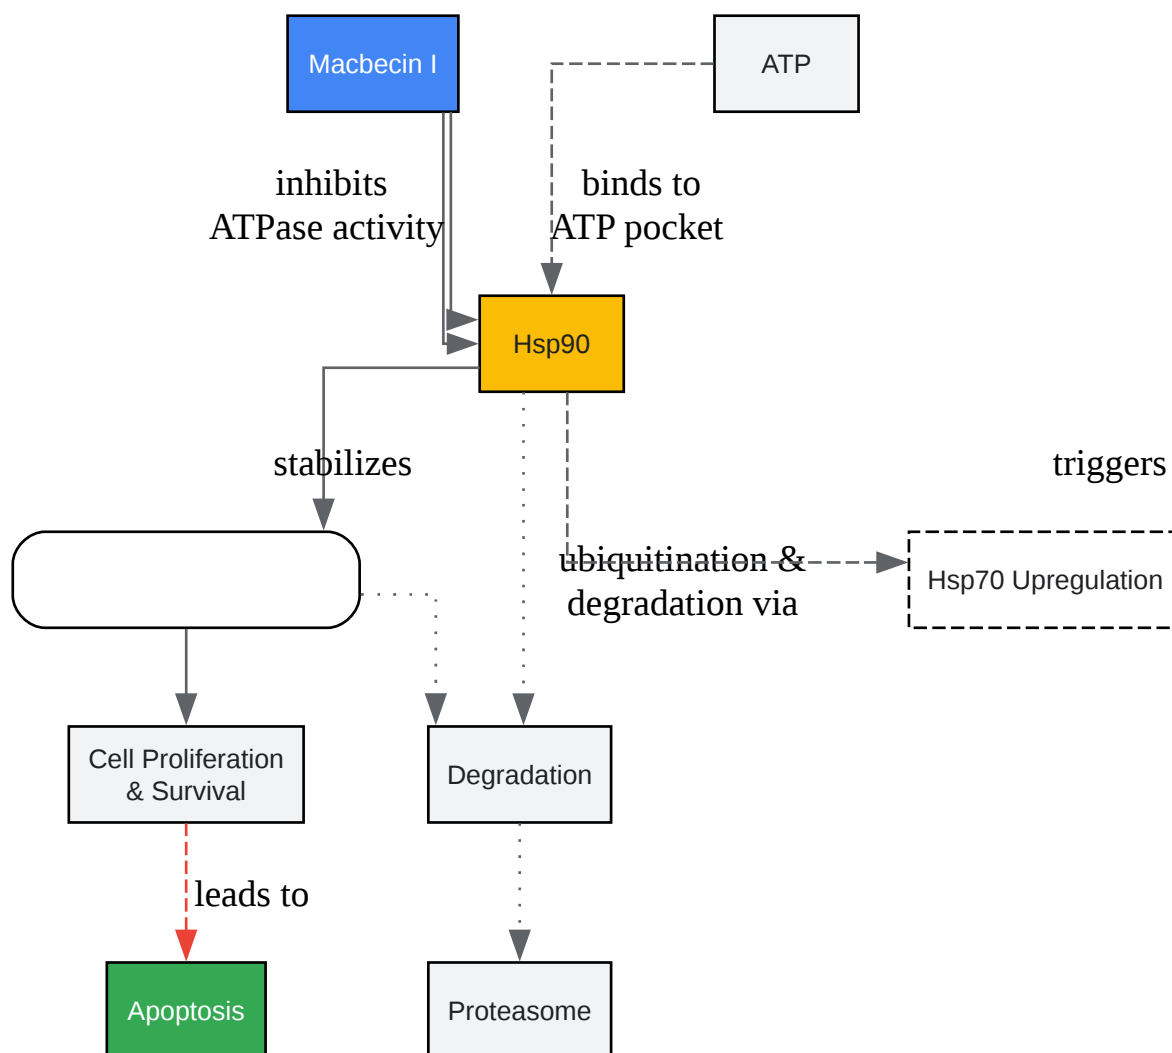 Macbecin I
ATP
inhibits
ATPase activity
binds to
ATP pocket
Hsp90
stabilizes
triggers
ubiquitination &
degradation via
Hsp70 Upregulation
Cell Proliferation
& Survival
Degradation
leads to
Apoptosis
Proteasome